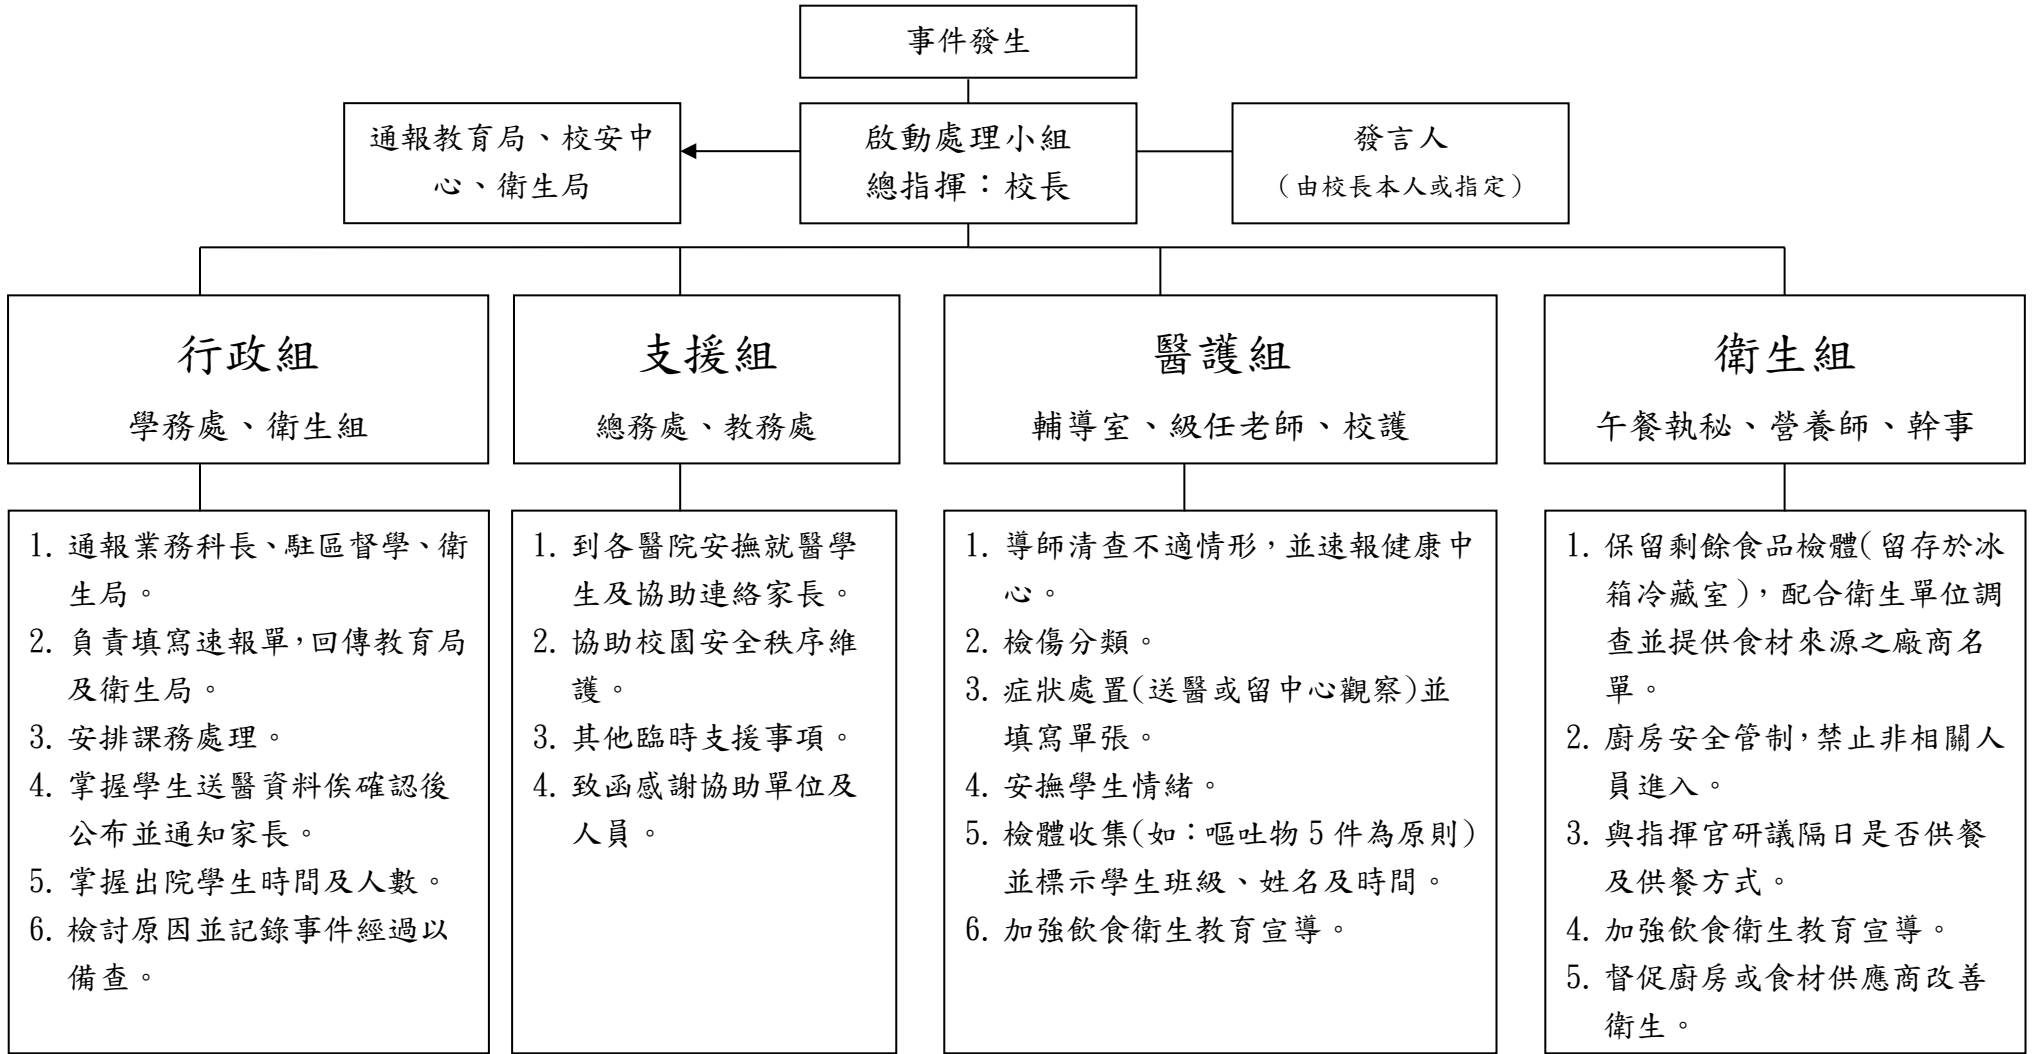 事件發生
通報教育局、校安中
心、衛生局
啟動處理小組
總指揮：校長
發言人
（由校長本人或指定）
行政組
學務處、衛生組
支援組
總務處、教務處
醫護組
輔導室、級任老師、校護
衛生組
午餐執秘、營養師、幹事
1. 通報業務科長、駐區督學、衛
生局。
2. 負責填寫速報單，回傳教育局
及衛生局。
3. 安排課務處理。
4. 掌握學生送醫資料俟確認後
公布並通知家長。
5. 掌握出院學生時間及人數。
6. 檢討原因並記錄事件經過以
備查。
1. 到各醫院安撫就醫學
生及協助連絡家長。
2. 協助校園安全秩序維
護。
3. 其他臨時支援事項。
4. 致函感謝協助單位及
人員。
1. 導師清查不適情形，並速報健康中
心。
2. 檢傷分類。
3. 症狀處置(送醫或留中心觀察)並
填寫單張。
4. 安撫學生情緒。
5. 檢體收集(如：嘔吐物 5 件為原則)
並標示學生班級、姓名及時間。
6. 加強飲食衛生教育宣導。
1. 保留剩餘食品檢體(留存於冰
箱冷藏室)，配合衛生單位調
查並提供食材來源之廠商名
單。
2. 廚房安全管制，禁止非相關人
員進入。
3. 與指揮官研議隔日是否供餐
及供餐方式。
4. 加強飲食衛生教育宣導。
5. 督促廚房或食材供應商改善
衛生。